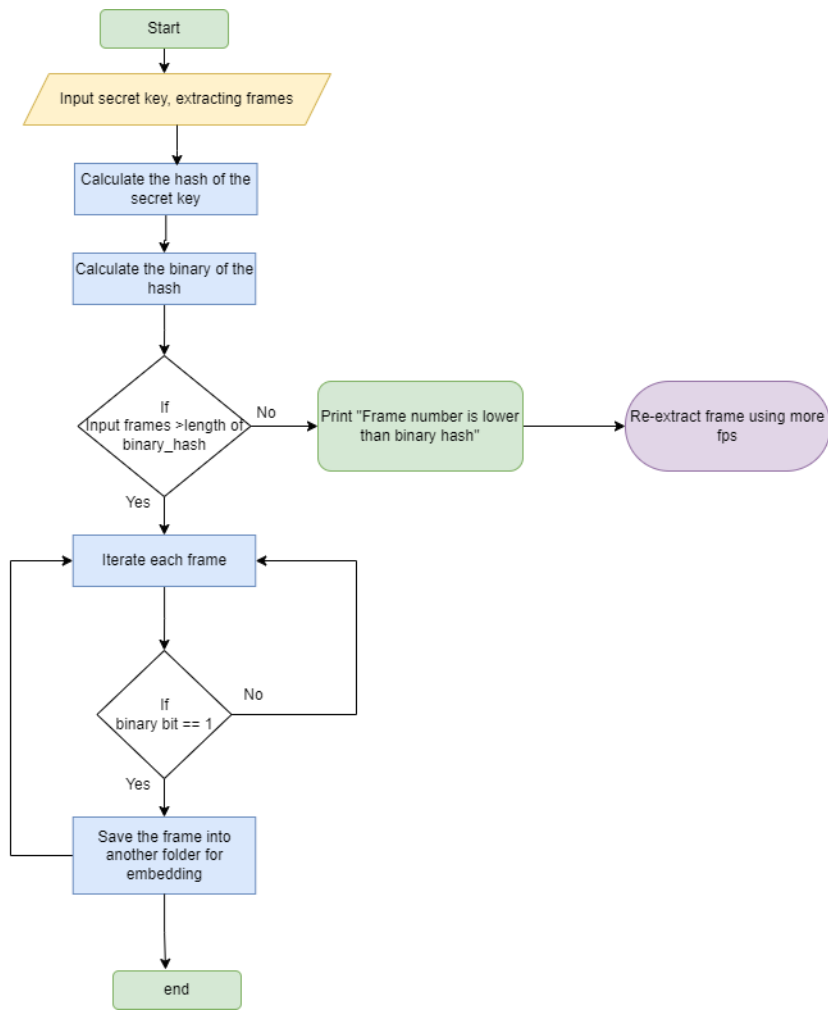 Start
Input secret key, extracting frames
Calculate the hash of the
secret key
Calculate the binary of the
hash
If
Input frames >length of
binary_hash
No
Print "Frame number is lower
than binary hash"
Re-extract frame using more
fps
Yes
Iterate each frame
If
binary bit == 1
No
Yes
Save the frame into
another folder for
embedding
end